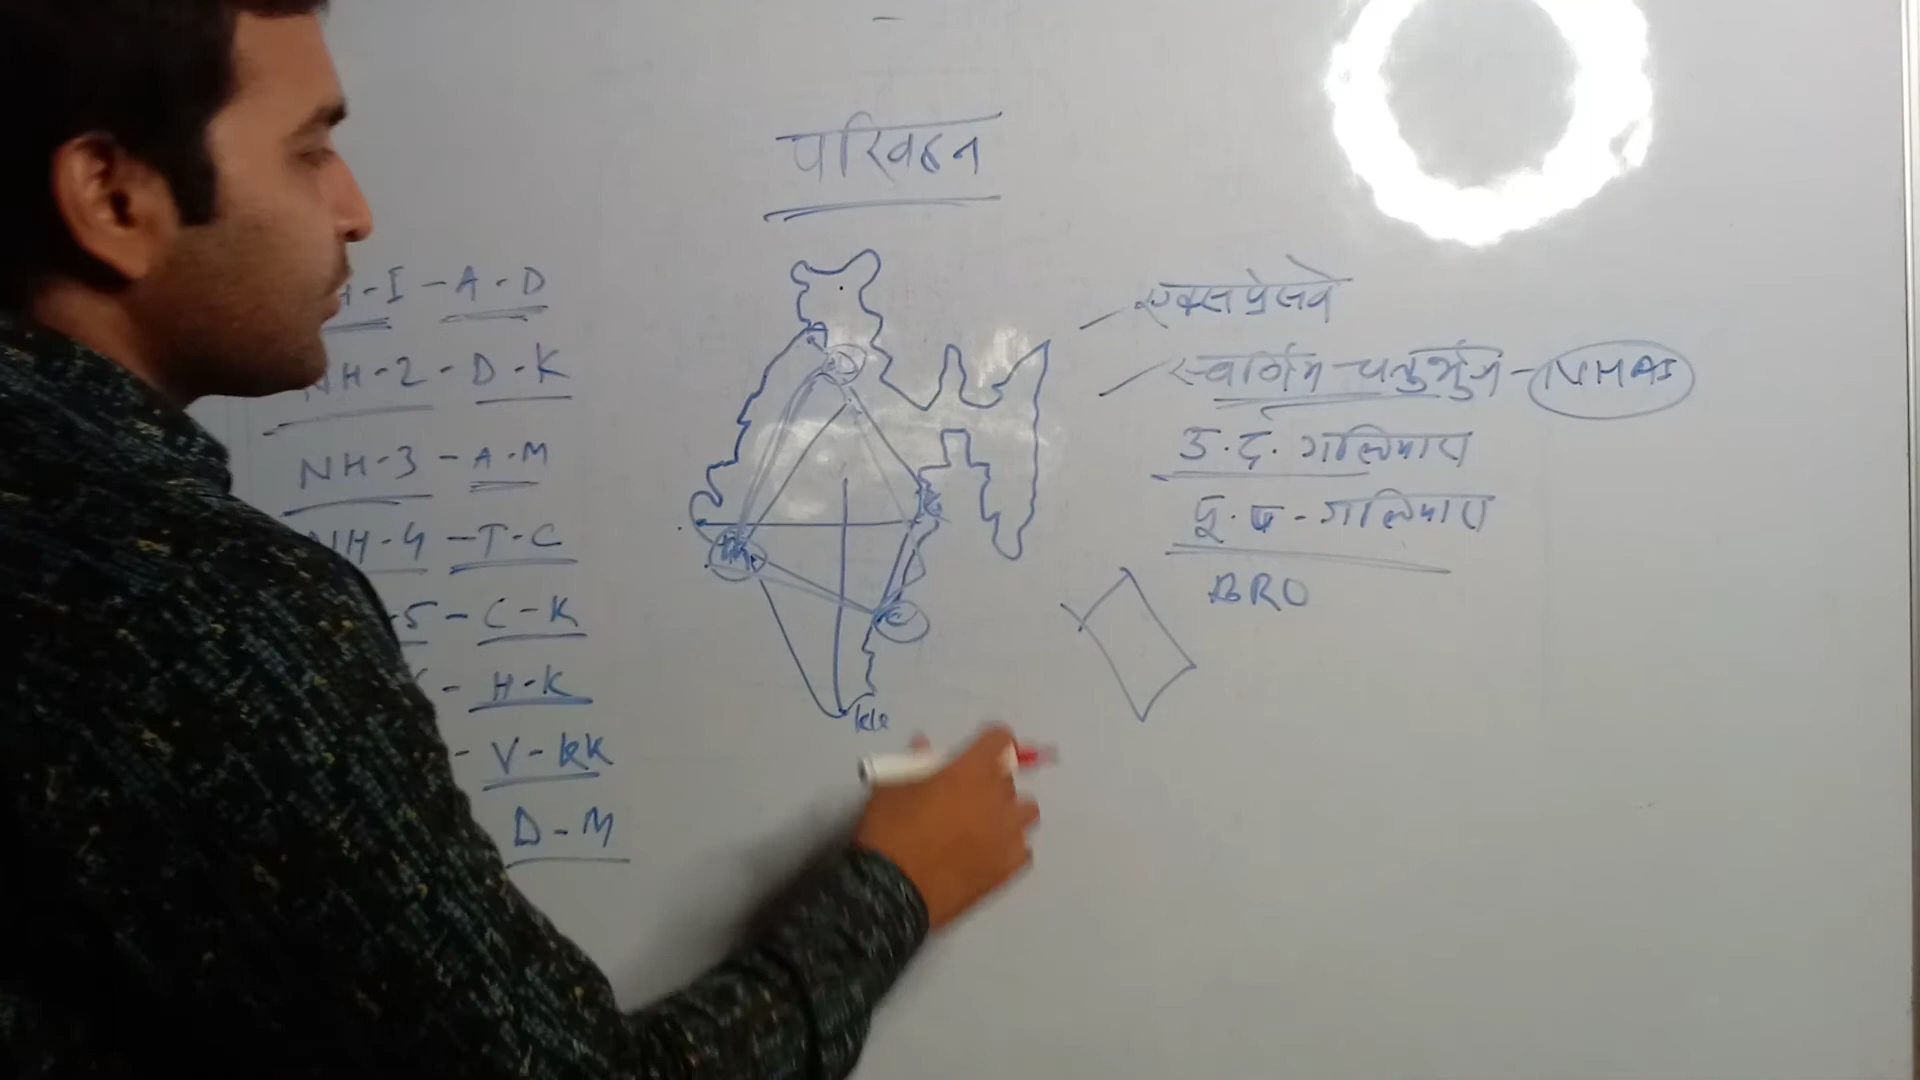 परिवहन
H-I - A-D
NH-2 - D-K
NH-3 - A-M
NH-4 - T-C
-5 - C-K
- H-K
- V-kk
D-M
kk
एक्सप्रेसवे
स्वर्णिम-चतुर्भुज - NHAI
उ.द. गलियारा
पू.प-गलियारा
BRO